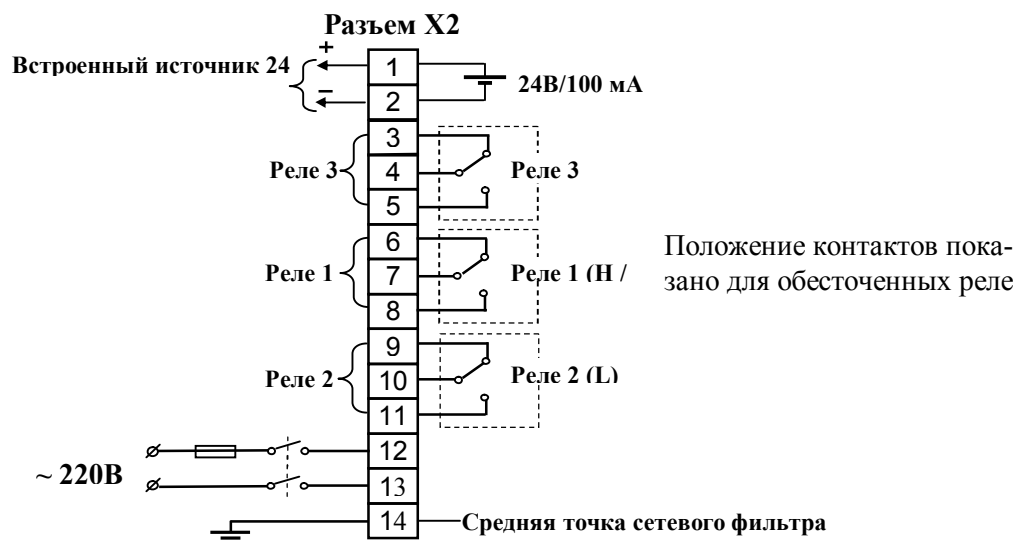 Разъем X2
+
Встроенный источник 24
–
1
2
24В/100 мА
3
4
5
Реле 3
Реле 3
6
7
8
Реле 1
Реле 1 (Н /
Положение контактов пока-
зано для обесточенных реле
9
10
11
Реле 2
Реле 2 (L)
12
13
~ 220В
14
Средняя точка сетевого фильтра